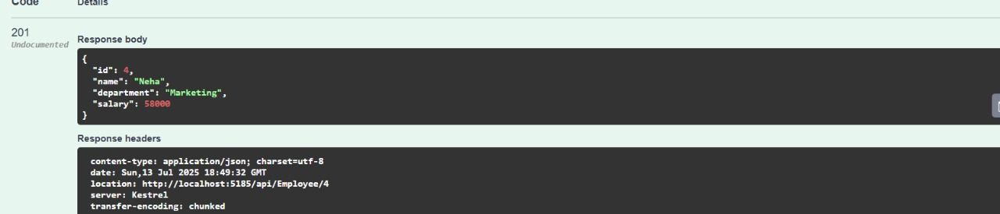 Code Details
201
Undocumented
Response body
{
"id": 4,
"name": "Neha",
"department": "Marketing",
"salary": 58000
}
Response headers
content-type: application/json; charset=utf-8
date: Sun,13 Jul 2025 18:49:32 GMT
location: http://localhost:5185/api/Employee/4
server: Kestrel
transfer-encoding: chunked